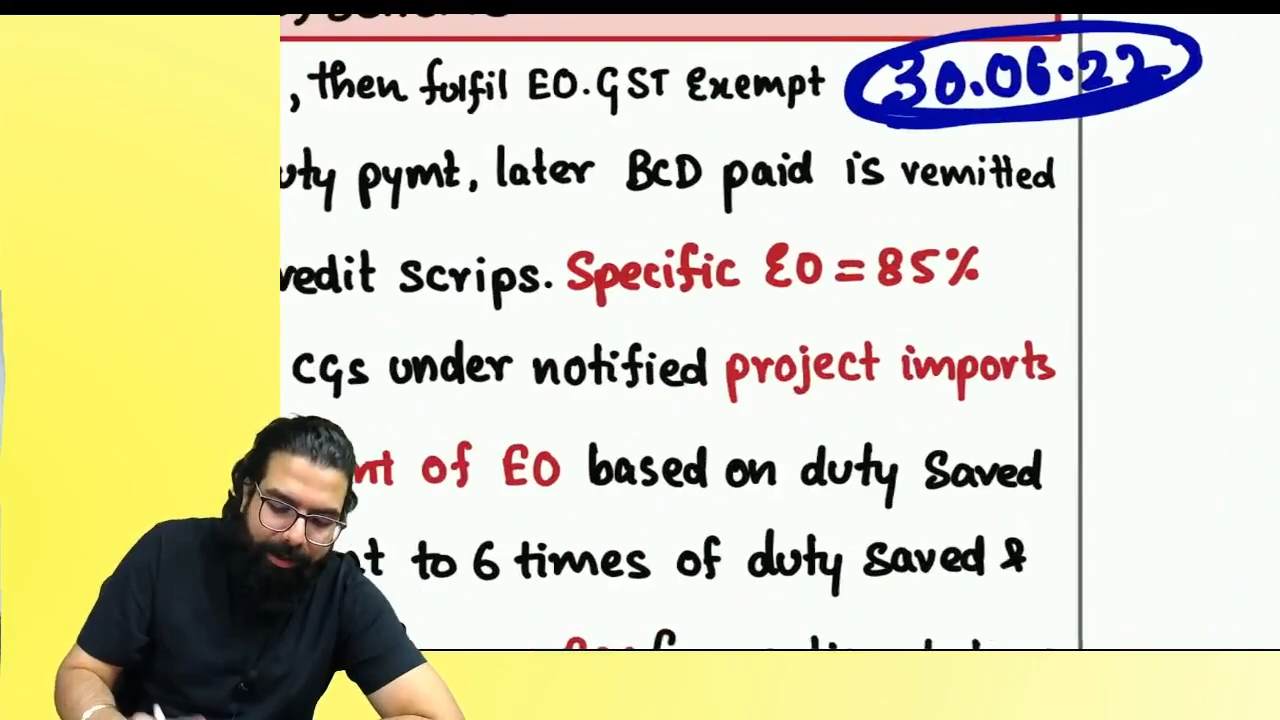 , then fulfil EO. GST Exempt 30.06.22
uty pymt, later BCD paid is remitted
redit scrips. Specific EO = 85%
CGs under notified project imports
nt of EO based on duty saved
t to 6 times of duty saved &